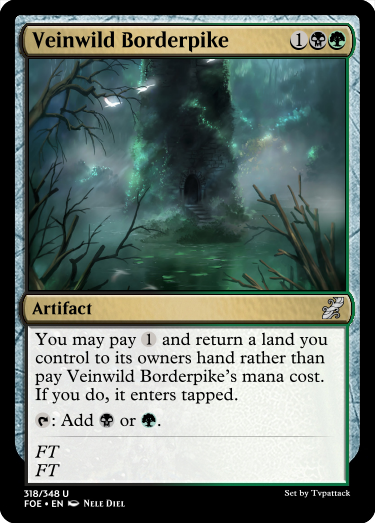 Veinwild Borderpike 1
Artifact
You may pay 1 and return a land you
control to its owners hand rather than
pay Veinwild Borderpike's mana cost.
If you do, it enters tapped.
: Add or .
FT
FT
318/348 U
FOE • EN Nele Diel
Set by Tvpattack